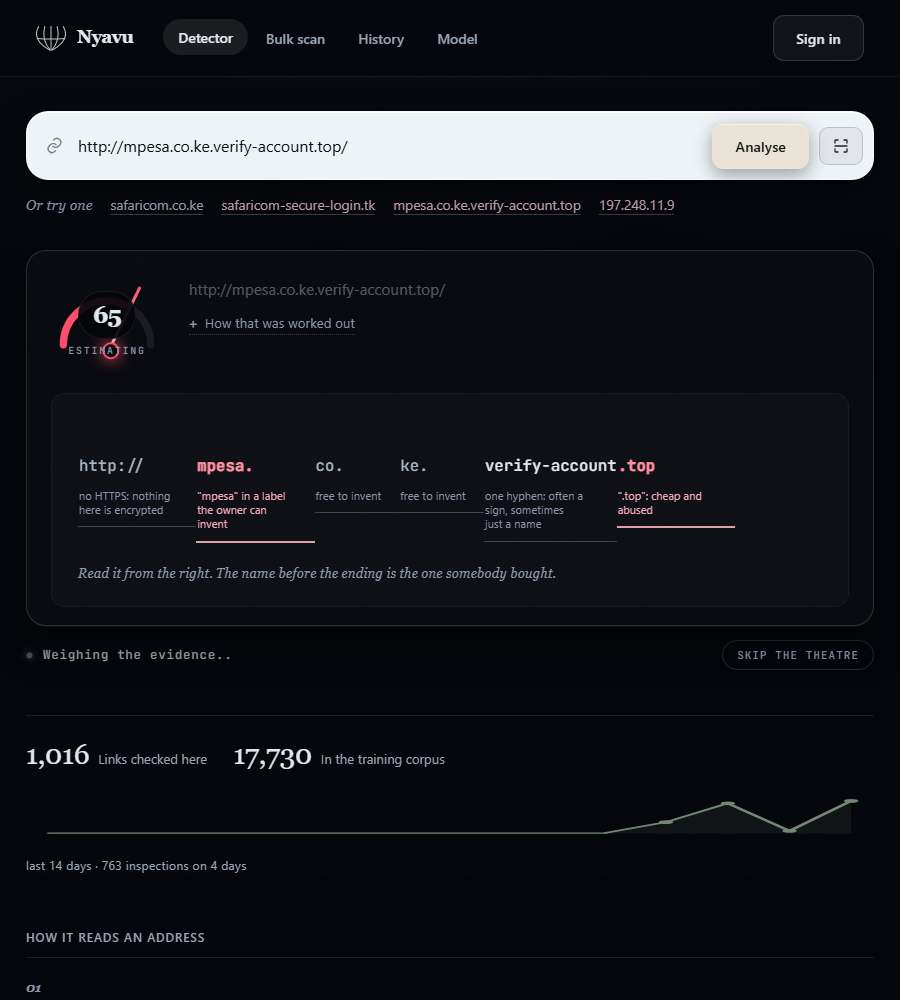 Nyavu
Detector
Bulk scan
History
Model
Sign in
http://mpesa.co.ke.verify-account.top/
Analyse
Or try one safaricom.co.ke safaricom-secure-login.tk mpesa.co.ke.verify-account.top 197.248.11.9
65
ESTIMATING
http://mpesa.co.ke.verify-account.top/
+ How that was worked out
http:// mpesa. co. ke. verify-account.top
no HTTPS: nothing
here is encrypted
"mpesa" in a label
the owner can
invent
free to invent
free to invent
one hyphen: often a
sign, sometimes
just a name
".top": cheap and
abused
Read it from the right. The name before the ending is the one somebody bought.
Weighing the evidence..
SKIP THE THEATRE
1,016 Links checked here
17,730 In the training corpus
last 14 days · 763 inspections on 4 days
HOW IT READS AN ADDRESS
01